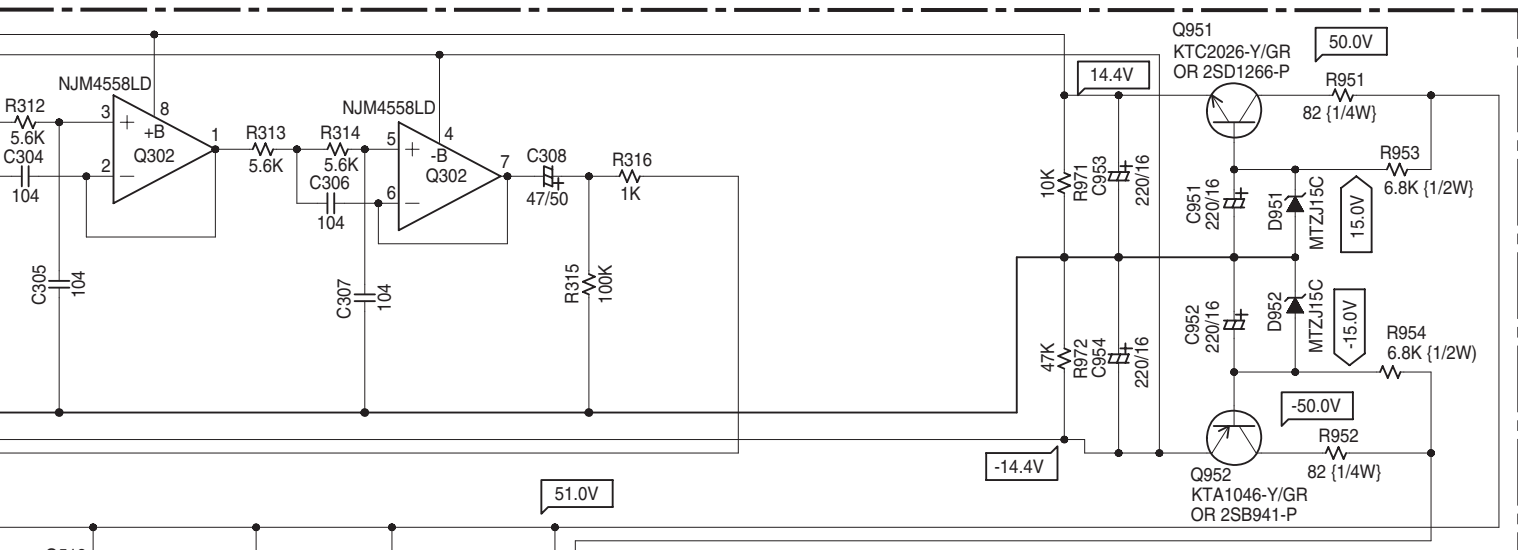 Q951
KTC2026-Y/GR
OR 2SD1266-P
50.0V
14.4V
R951
82 {1/4W}
NJM4558LD
NJM4558LD
R312
5.6K
C304
104
3
+
2
−
8
+B
Q302
1
R313
5.6K
R314
5.6K
C306
104
5
+
6
−
4
-B
Q302
7
C308
+
47/50
R316
1K
R953
6.8K {1/2W}
10K
R971
C953
+
220/16
C951
220/16
+
D951
MTZJ15C
15.0V
C305
104
C307
104
R315
100K
47K
R972
C954
+
220/16
C952
220/16
+
D952
MTZJ15C
-15.0V
R954
6.8K {1/2W)
-50.0V
R952
82 {1/4W}
-14.4V
Q952
KTA1046-Y/GR
OR 2SB941-P
51.0V